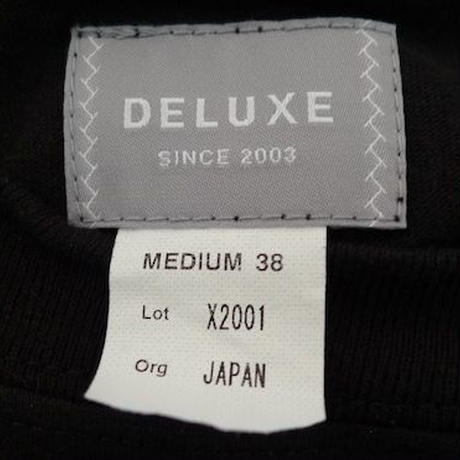 DELUXE
SINCE 2003
MEDIUM 38
Lot X2001
Org JAPAN